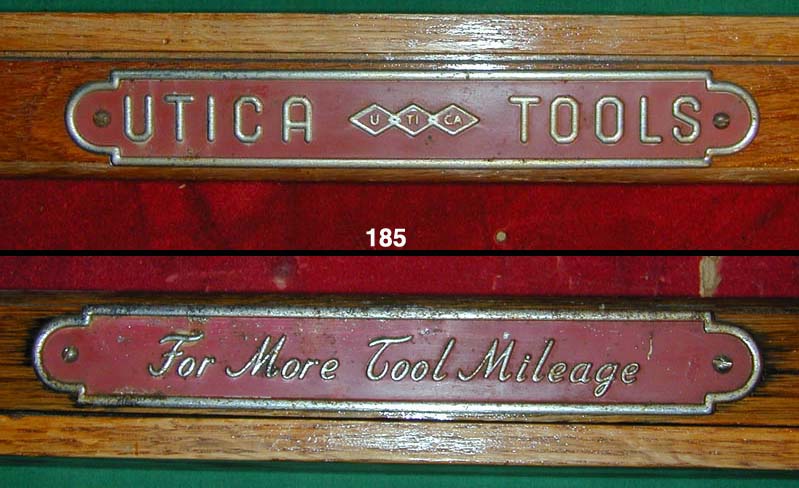 UTICA U TI CA TOOLS
185
For More Tool Mileage